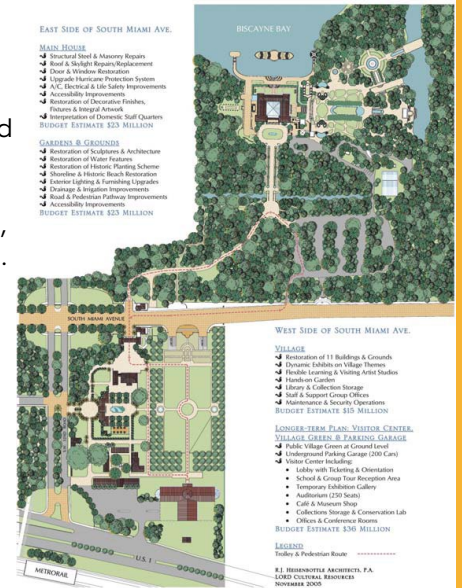 EAST SIDE OF SOUTH MIAMI AVE.
MAIN HOUSE
Structural Steel & Masonry Repairs
Roof & Skylight Repairs/Replacement
Door & Window Restoration
Upgrade Hurricane Protection System
A/C, Electrical & Life Safety Improvements
Accessibility Improvements
Restoration of Decorative Finishes,
Fixtures & Integral Artwork
Interpretation of Domestic Staff Quarters
BUDGET ESTIMATE $23 MILLION
GARDENS & GROUNDS
Restoration of Sculptures & Architecture
Restoration of Water Features
Restoration of Historic Planting Scheme
Shoreline & Historic Beach Restoration
Exterior Lighting & Furnishing Upgrades
Drainage & Irrigation Improvements
Road & Pedestrian Pathway Improvements
Accessibility Improvements
BUDGET ESTIMATE $23 MILLION
d
,
.
BISCAYNE BAY
SOUTH MIAMI AVENUE
U.S. 1
METRORAIL
WEST SIDE OF SOUTH MIAMI AVE.
VILLAGE
Restoration of 11 Buildings & Grounds
Dynamic Exhibits on Village Themes
Flexible Learning & Visiting Artist Studios
Hands-on Garden
Library & Collection Storage
Staff & Support Group Offices
Maintenance & Security Operations
BUDGET ESTIMATE $15 MILLION
LONGER-TERM PLAN: VISITOR CENTER,
VILLAGE GREEN & PARKING GARAGE
Public Village Green at Ground Level
Underground Parking Garage (200 Cars)
Visitor Center Including:
• Lobby with Ticketing & Orientation
• School & Group Tour Reception Area
• Temporary Exhibition Gallery
• Auditorium (250 Seats)
• Café & Museum Shop
• Collections Storage & Conservation Lab
• Offices & Conference Rooms
BUDGET ESTIMATE $36 MILLION
LEGEND
Trolley & Pedestrian Route
R.J. HEISENBOTTLE ARCHITECTS, P.A.
LORD CULTURAL RESOURCES
NOVEMBER 2005